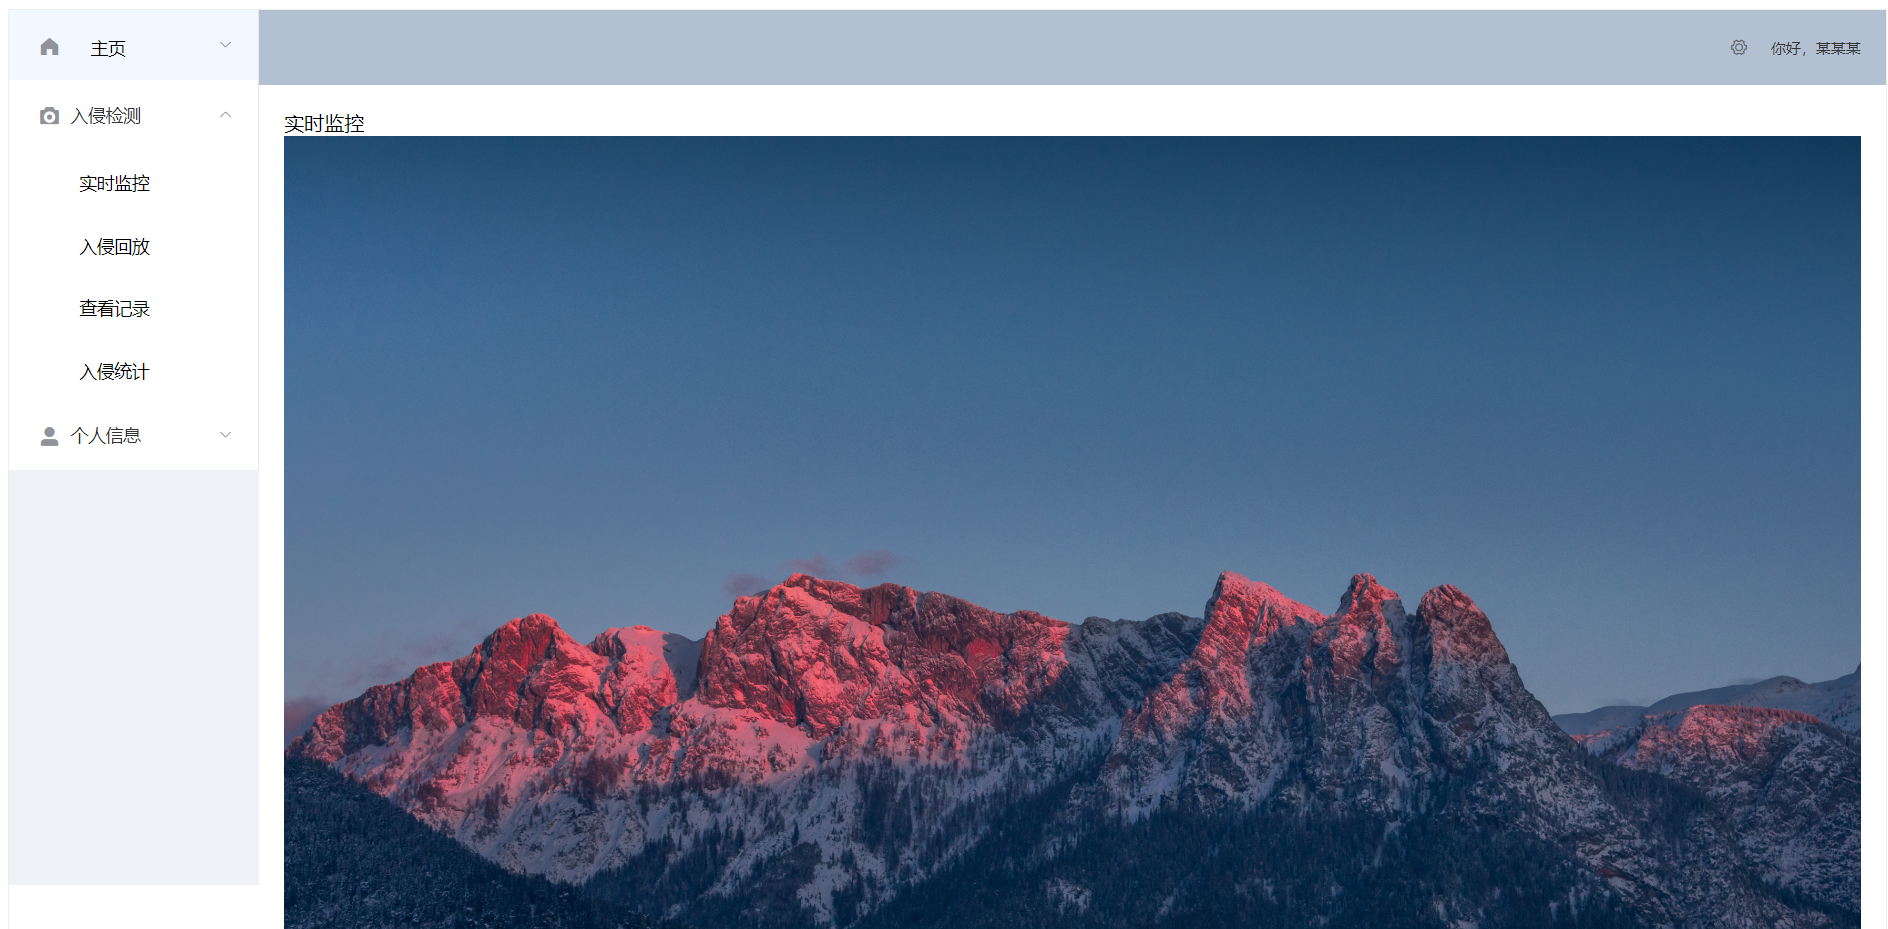 主页
入侵检测
实时监控
入侵回放
查看记录
入侵统计
个人信息
你好，某某某
实时监控